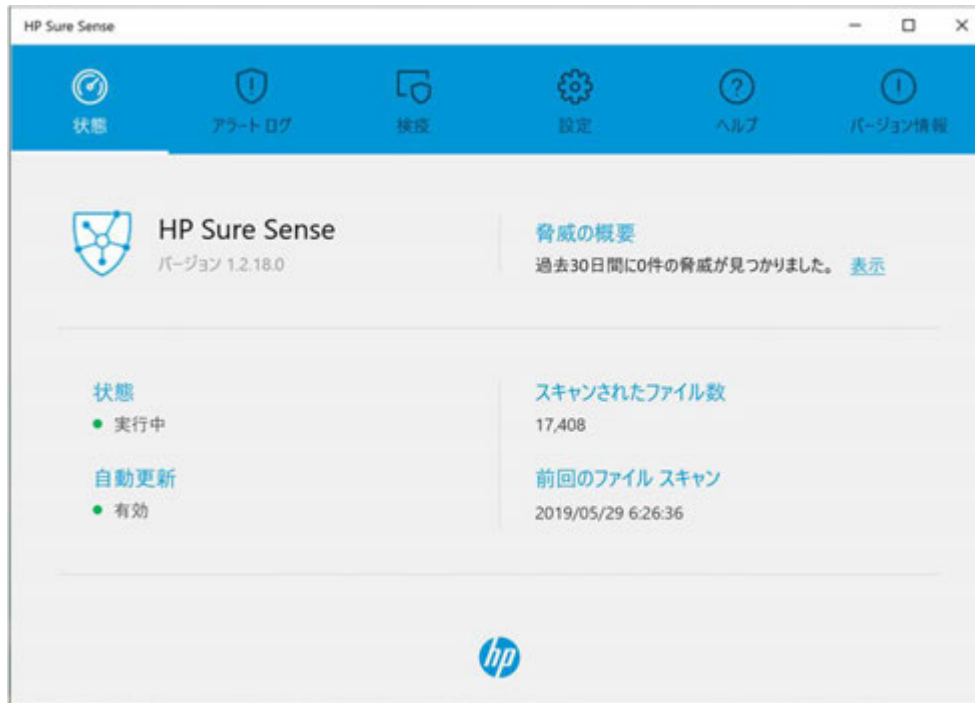 HP Sure Sense
状態
アラート ログ
検疫
設定
ヘルプ
バージョン情報
HP Sure Sense
バージョン 1.2.18.0
脅威の概要
過去30日間に0件の脅威が見つかりました。 表示
状態
実行中
自動更新
有効
スキャンされたファイル数
17,408
前回のファイル スキャン
2019/05/29 6:26:36
hp